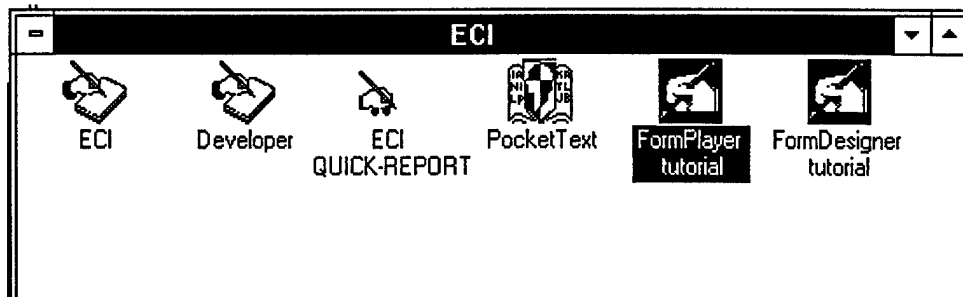 ECI
ECI
Developer
ECI
QUICK-REPORT
PocketText
FormPlayer
tutorial
FormDesigner
tutorial